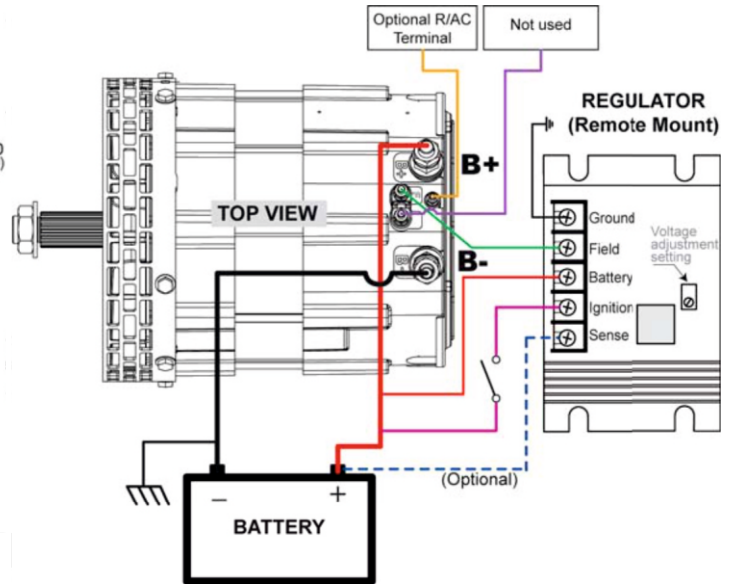 Optional R/AC
Terminal
Not used
REGULATOR
(Remote Mount)
B+
TOP VIEW
B-
Ground
Field
Battery
Ignition
Sense
Voltage
adjustment
setting
(Optional)
– +
BATTERY